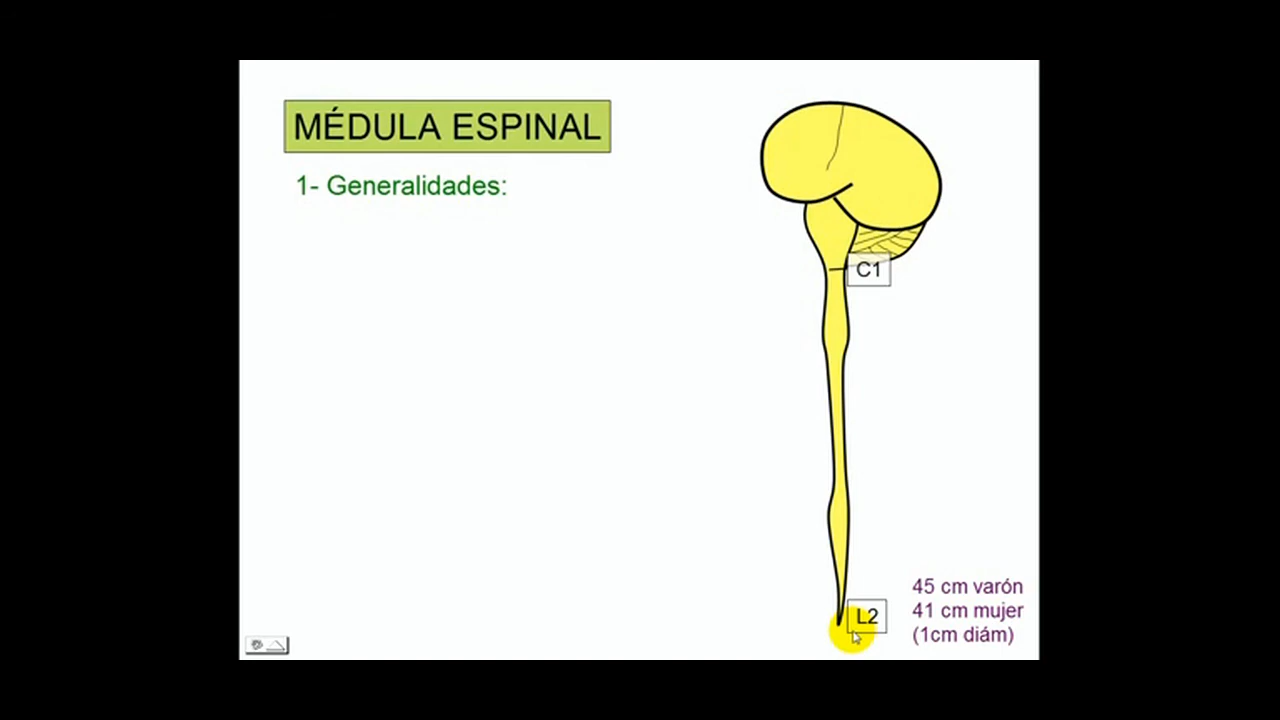 MÉDULA ESPINAL
1- Generalidades:
C1
L2
45 cm varón
41 cm mujer
(1cm diám)